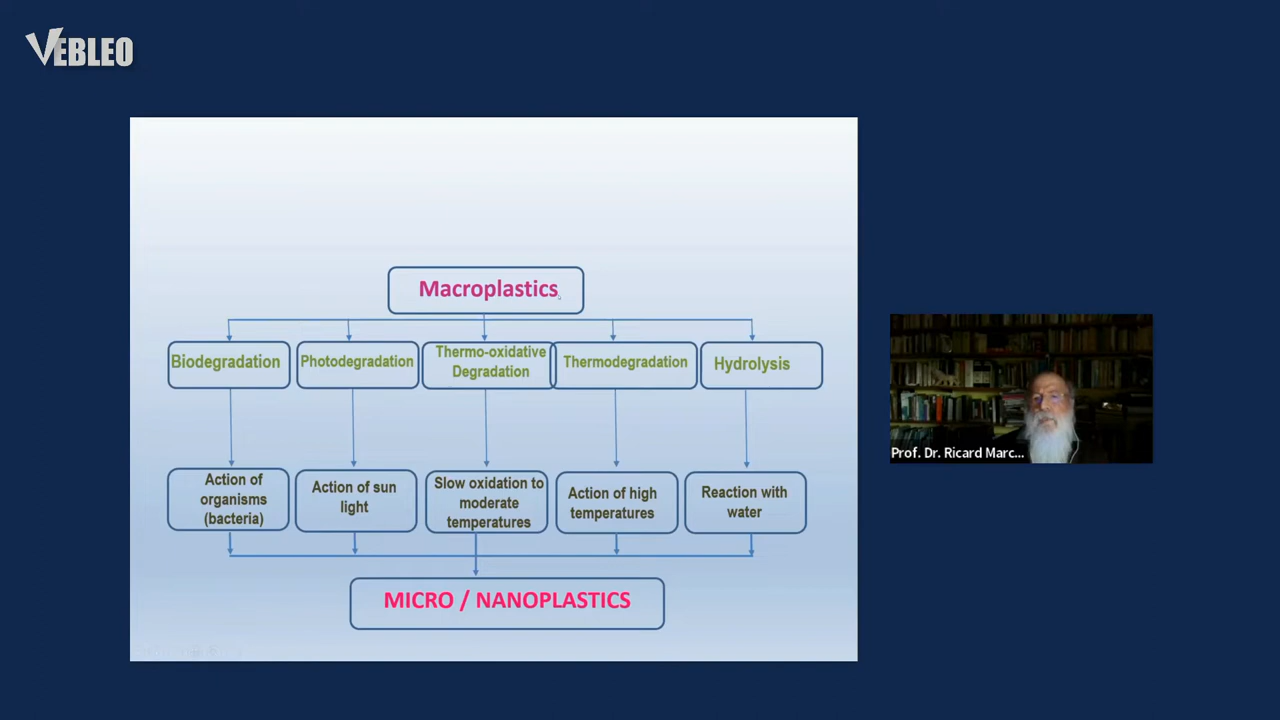 VEBLEO
Macroplastics
Biodegradation
Photodegradation
Thermo-oxidative
Degradation
Thermodegradation
Hydrolysis
Action of
organisms
(bacteria)
Action of sun
light
Slow oxidation to
moderate
temperatures
Action of high
temperatures
Reaction with
water
MICRO / NANOPLASTICS
Prof. Dr. Ricard Marc...